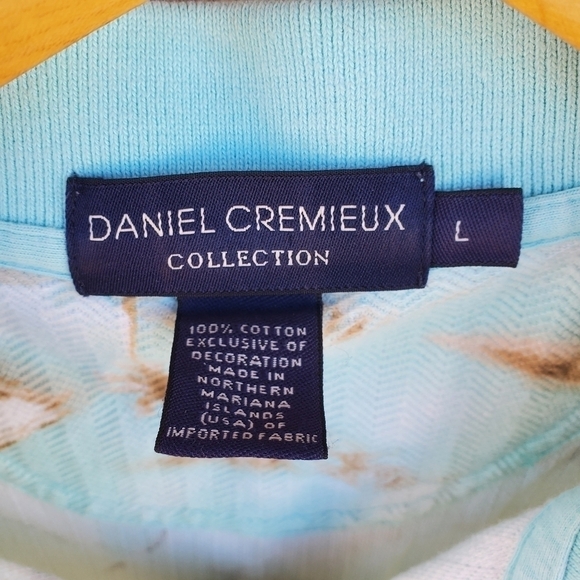 DANIEL CREMIEUX
COLLECTION
L
100% COTTON
EXCLUSIVE OF
DECORATION
MADE IN
NORTHERN
MARIANA
ISLANDS
(USA) OF
IMPORTED FABRIC